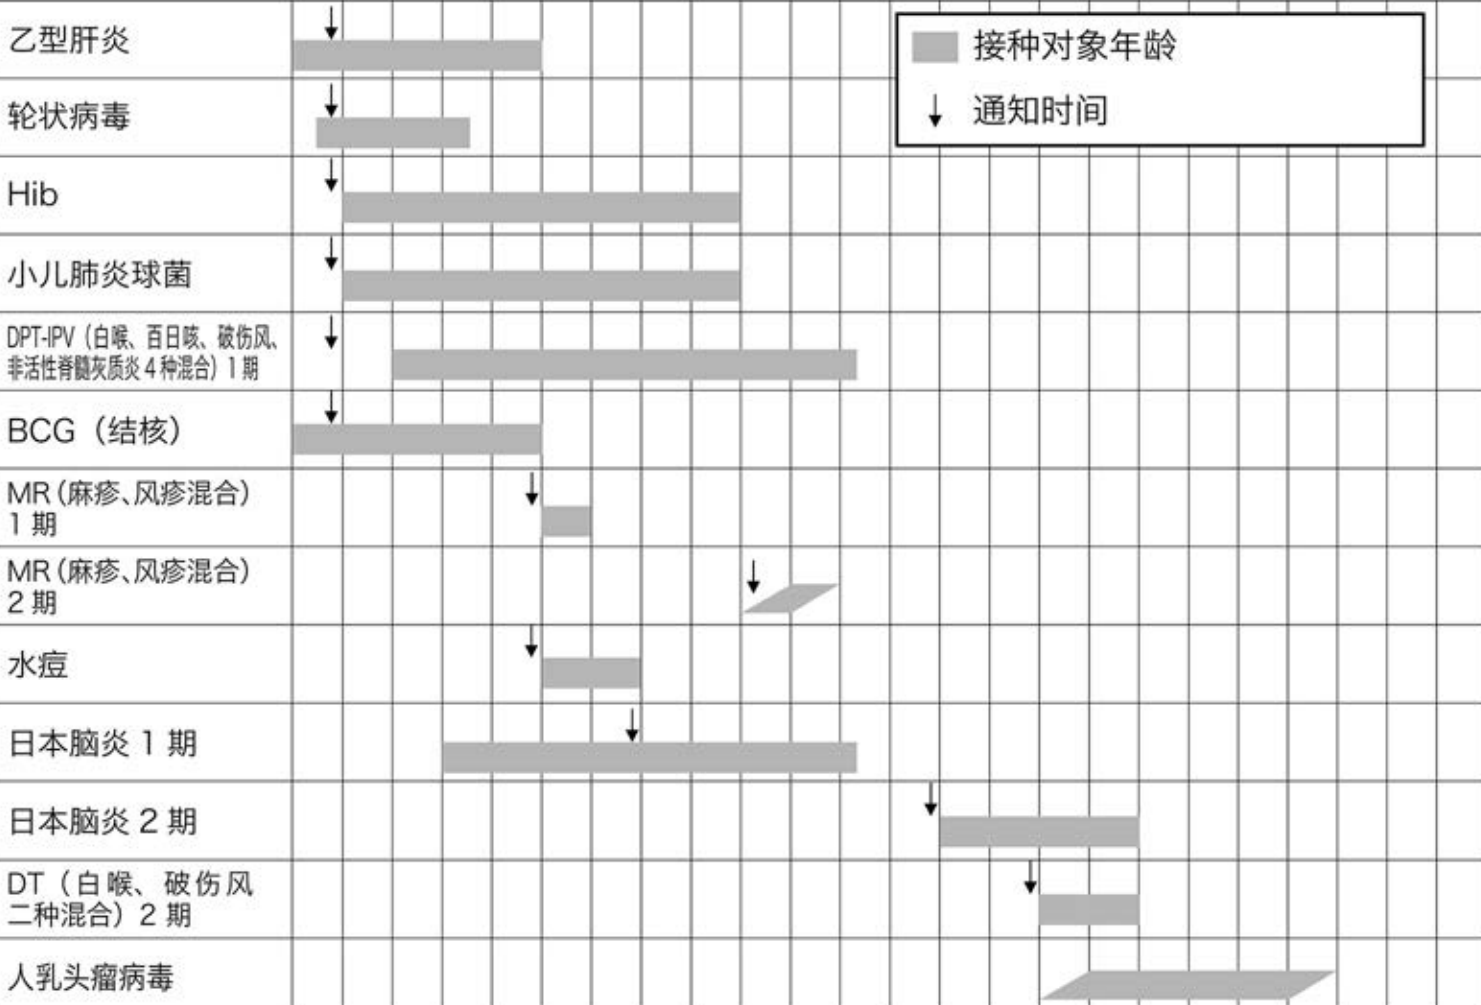 乙型肝炎
接种对象年龄
轮状病毒
通知时间
Hib
小儿肺炎球菌
DPT-IPV（白喉、百日咳、破伤风、
非活性脊髓灰质炎 4 种混合）1 期
BCG（结核）
MR（麻疹、风疹混合）
1 期
MR（麻疹、风疹混合）
2 期
水痘
日本脑炎 1 期
日本脑炎 2 期
DT（白喉、破伤风
二种混合）2 期
人乳头瘤病毒